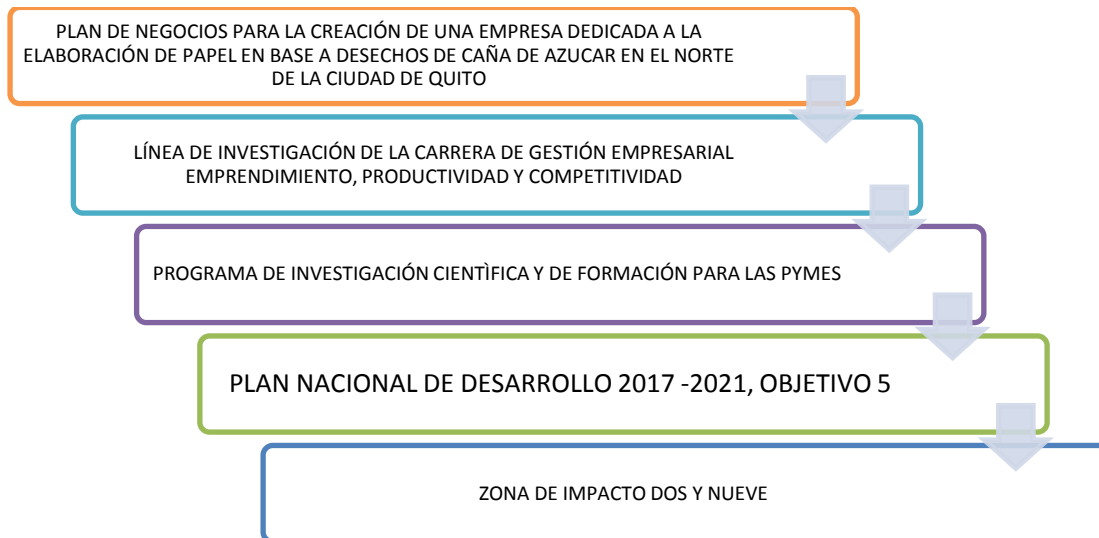 PLAN DE NEGOCIOS PARA LA CREACIÓN DE UNA EMPRESA DEDICADA A LA
ELABORACIÓN DE PAPEL EN BASE A DESECHOS DE CAÑA DE AZUCAR EN EL NORTE
DE LA CIUDAD DE QUITO
LÍNEA DE INVESTIGACIÓN DE LA CARRERA DE GESTIÓN EMPRESARIAL
EMPRENDIMIENTO, PRODUCTIVIDAD Y COMPETITIVIDAD
PROGRAMA DE INVESTIGACIÓN CIENTÌFICA Y DE FORMACIÓN PARA LAS PYMES
PLAN NACIONAL DE DESARROLLO 2017 -2021, OBJETIVO 5
ZONA DE IMPACTO DOS Y NUEVE